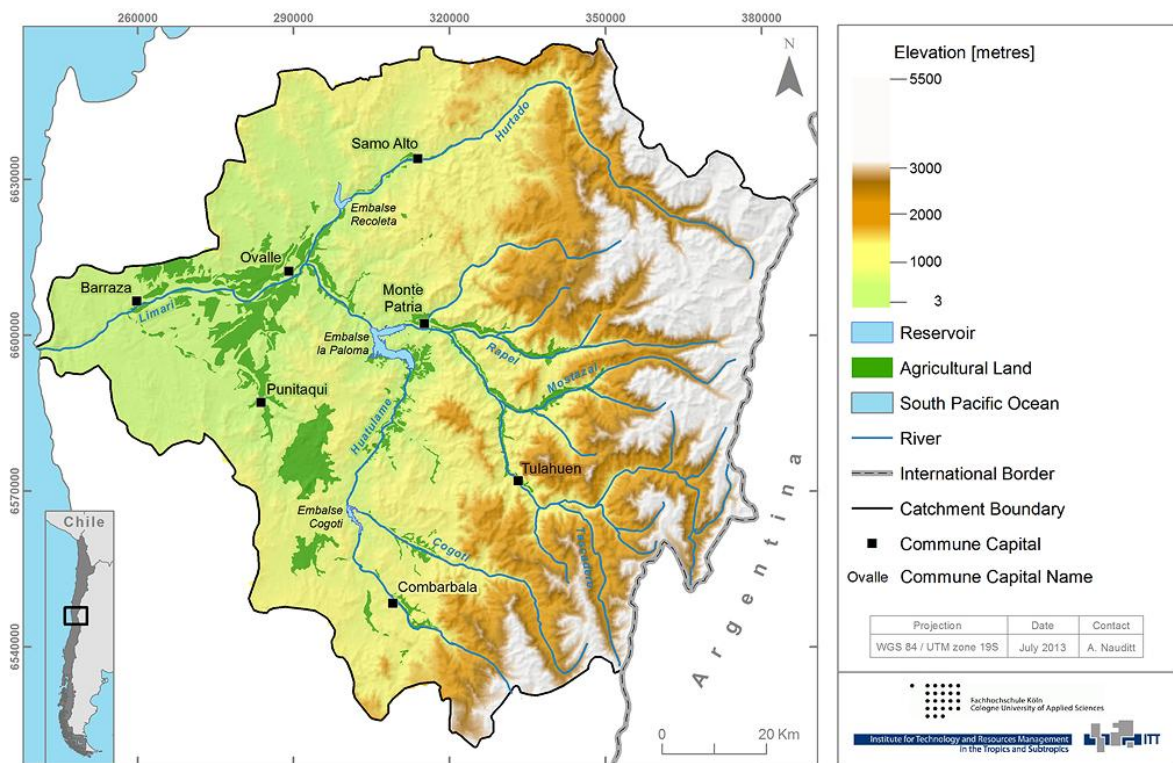 260000
290000
320000
350000
380000
6630000
6600000
6570000
6540000
N
Samo Alto
Hurtado
Embalse
Recoleta
Ovalle
Barraza
Limari
Monte
Patria
Embalse
la Paloma
Rapel
Mostazal
Punitaqui
Huatulame
Tulahuen
Embalse
Cogoti
Cogoti
Tascadero
Combarbala
Argentina
Chile
0
20 Km
Elevation [metres]
5500
3000
2000
1000
3
Reservoir
Agricultural Land
South Pacific Ocean
River
International Border
Catchment Boundary
Commune Capital
Ovalle Commune Capital Name
Projection Date Contact
WGS 84 / UTM zone 19S July 2013 A. Nauditt
Fachhochschule Köln
Cologne University of Applied Sciences
Institute for Technology and Resources Management
in the Tropics and Subtropics
ITT